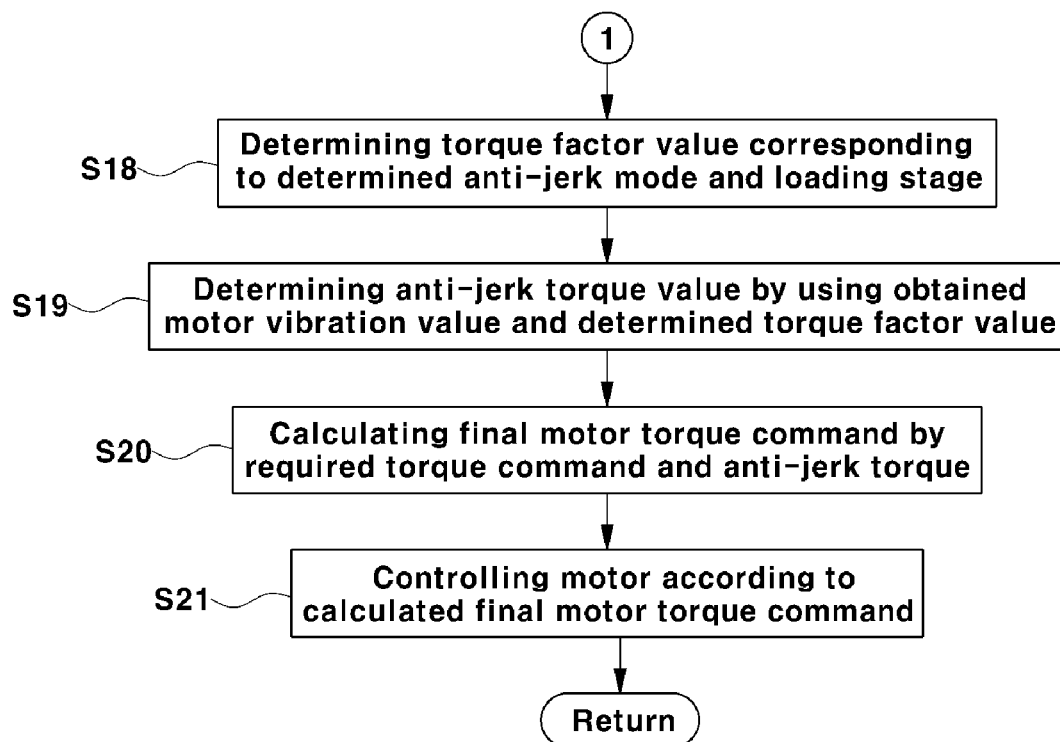 1
S18
Determining torque factor value corresponding
to determined anti-jerk mode and loading stage
S19
Determining anti-jerk torque value by using obtained
motor vibration value and determined torque factor value
S20
Calculating final motor torque command by
required torque command and anti-jerk torque
S21
Controlling motor according to
calculated final motor torque command
Return